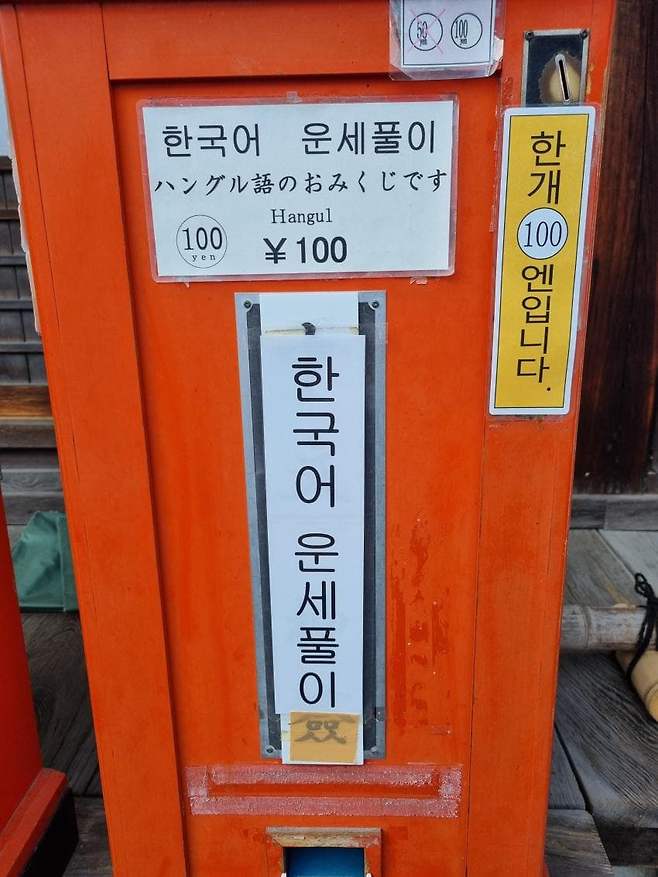 50
yen
100
yen
한국어 운세풀이
ハングル語のおみくじです
Hangul
100
yen
¥100
한개
100
엔입니다.
한국어 운세풀이